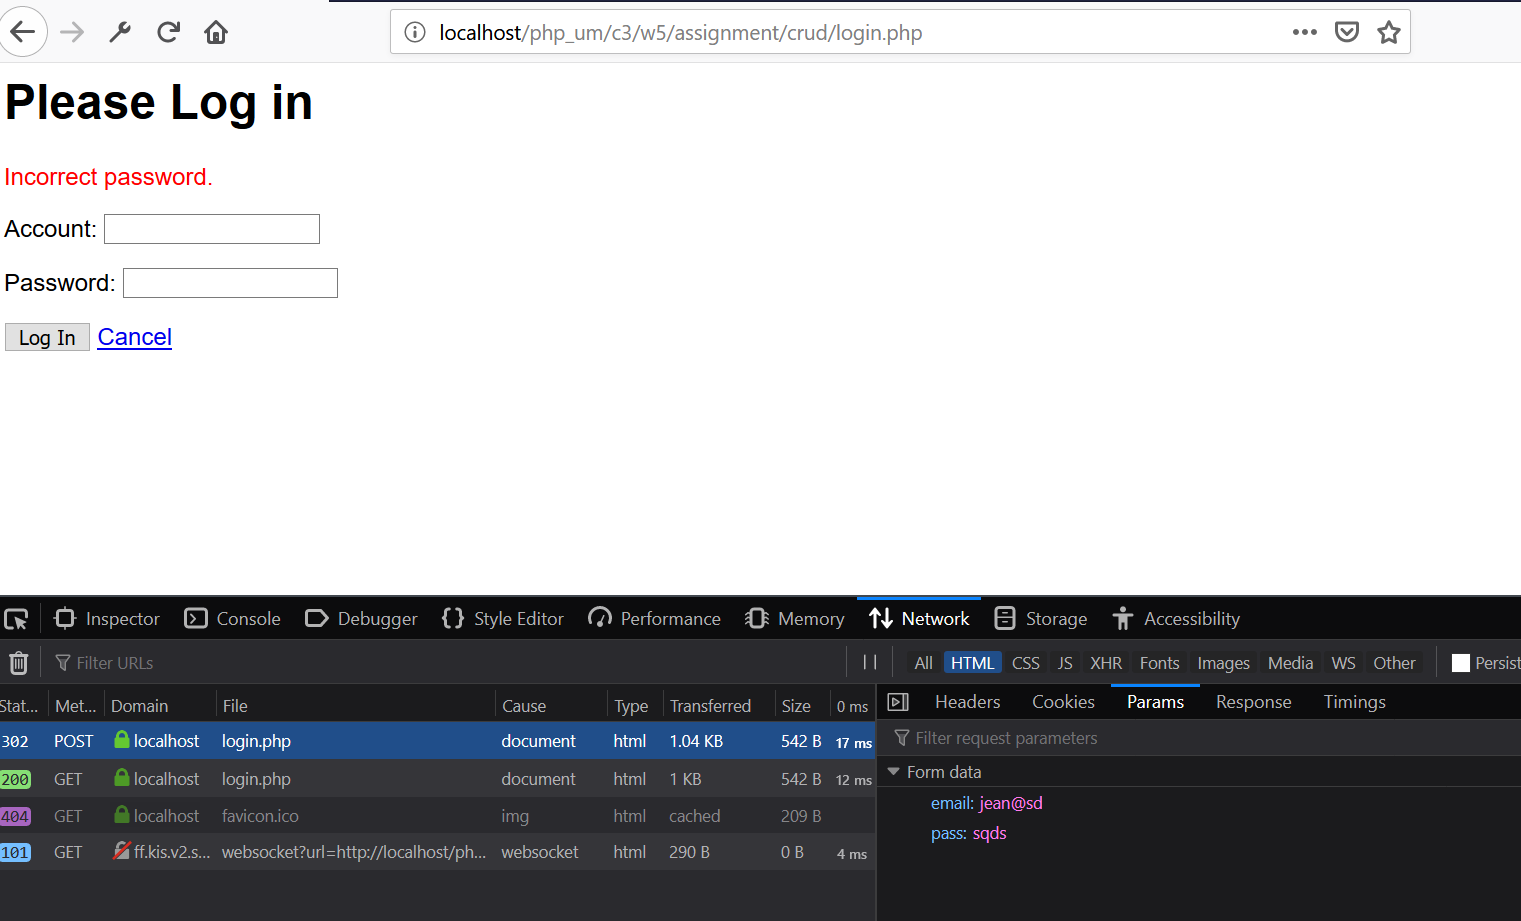 localhost/php_um/c3/w5/assignment/crud/login.php
Please Log in
Incorrect password.
Account:
Password:
Log In Cancel
Inspector Console Debugger Style Editor Performance Memory Network Storage Accessibility
Filter URLs All HTML CSS JS XHR Fonts Images Media WS Other Persist
Stat... Met... Domain File Cause Type Transferred Size 0 ms
302 POST localhost login.php document html 1.04 KB 542 B 17 ms
200 GET localhost login.php document html 1 KB 542 B 12 ms
404 GET localhost favicon.ico img html cached 209 B
101 GET ff.kis.v2.s... websocket?url=http://localhost/ph... websocket html 290 B 0 B 4 ms
Headers Cookies Params Response Timings
Filter request parameters
Form data
email: jean@sd
pass: sqds